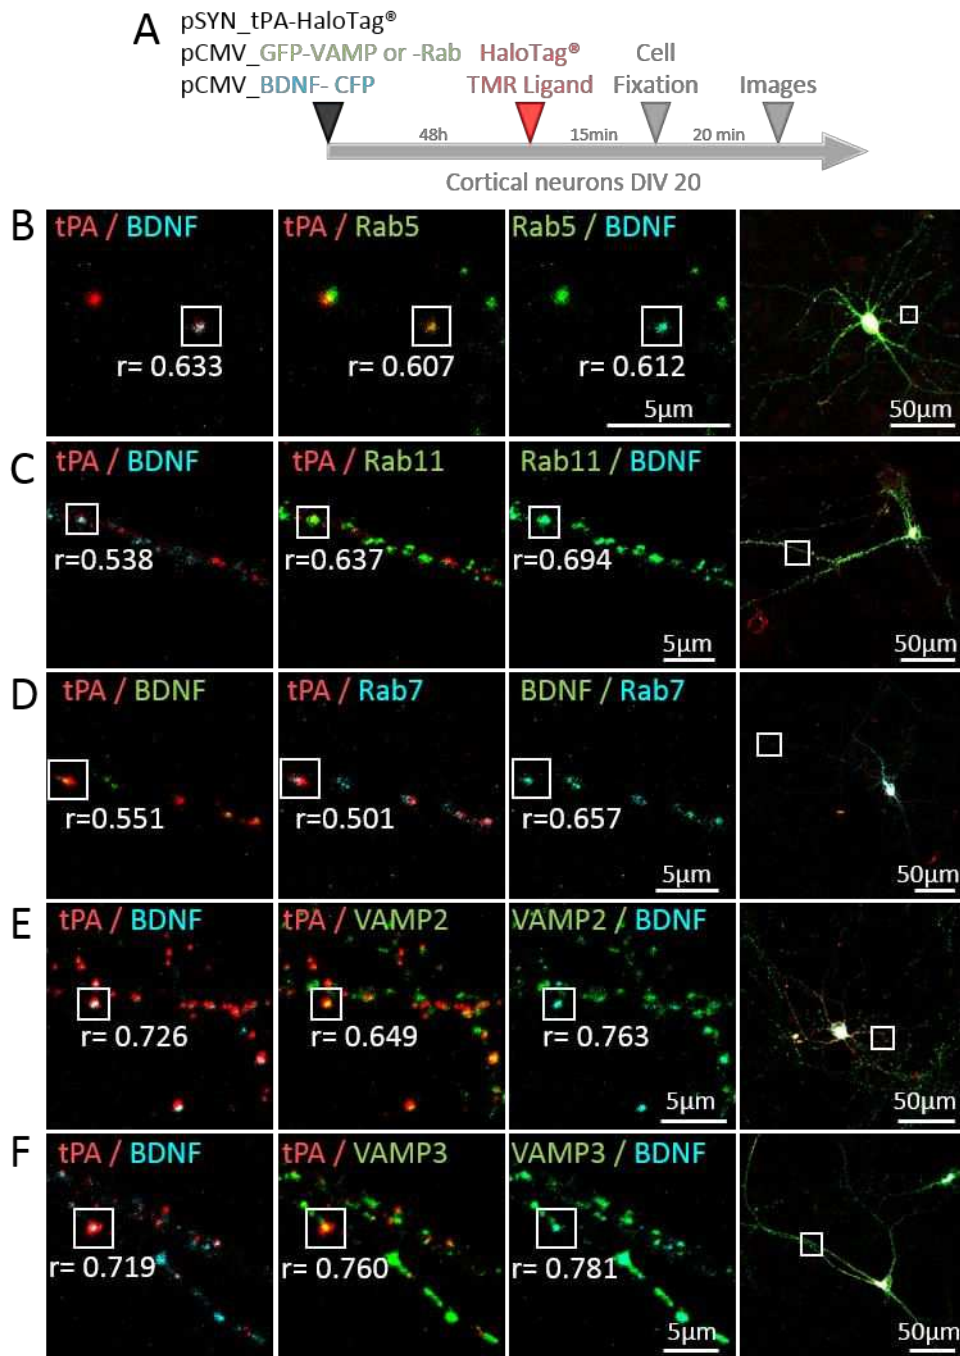 A
pSYN_tPA-HaloTag®
pCMV_GFP-VAMP or -Rab
pCMV_BDNF- CFP
HaloTag®
TMR Ligand
Cell
Fixation
Images
48h
15min
20 min
Cortical neurons DIV 20
B
tPA / BDNF
tPA / Rab5
Rab5 / BDNF
r= 0.633
r= 0.607
r= 0.612
5µm
50µm
C
tPA / BDNF
tPA / Rab11
Rab11 / BDNF
r=0.538
r=0.637
r=0.694
5µm
50µm
D
tPA / BDNF
tPA / Rab7
BDNF / Rab7
r=0.551
r=0.501
r=0.657
5µm
50µm
E
tPA / BDNF
tPA / VAMP2
VAMP2 / BDNF
r= 0.726
r= 0.649
r= 0.763
5µm
50µm
F
tPA / BDNF
tPA / VAMP3
VAMP3 / BDNF
r= 0.719
r= 0.760
r= 0.781
5µm
50µm